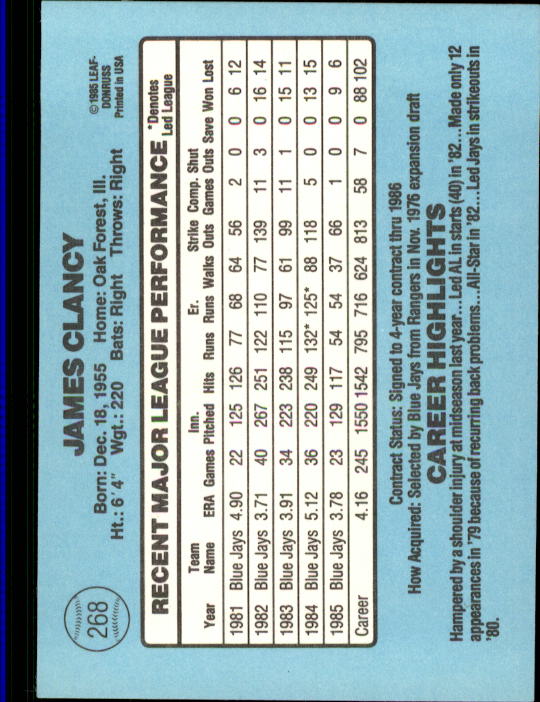 268
JAMES CLANCY
©1985 LEAF-
DONRUSS
Printed in USA
Born: Dec. 18, 1955 Home: Oak Forest, Ill.
Ht.: 6'4" Wgt.: 220 Bats: Right Throws: Right
RECENT MAJOR LEAGUE PERFORMANCE *Denotes
Led League
Team Inn. Er. Strike Comp. Shut
Year Name ERA Games Pitched Hits Runs Runs Walks Outs Games Outs Save Won Lost
1981 Blue Jays 4.90 22 125 126 77 68 64 56 2 0 0 6 12
1982 Blue Jays 3.71 40 267 251 122 110 77 139 11 3 0 16 14
1983 Blue Jays 3.91 34 223 238 115 97 61 99 11 1 0 15 11
1984 Blue Jays 5.12 36 220 249 132* 125* 88 118 5 0 0 13 15
1985 Blue Jays 3.78 23 129 117 54 54 37 66 1 0 0 9 6
Career 4.16 245 1550 1542 795 716 624 813 58 7 0 88 102
Contract Status: Signed to 4-year contract thru 1986
How Acquired: Selected by Blue Jays from Rangers in Nov. 1976 expansion draft
CAREER HIGHLIGHTS
Hampered by a shoulder injury at midseason last year...Led AL in starts (40) in '82...Made only 12
appearances in '79 because of recurring back problems...All-Star in '82...Led Jays in strikeouts in
'80.